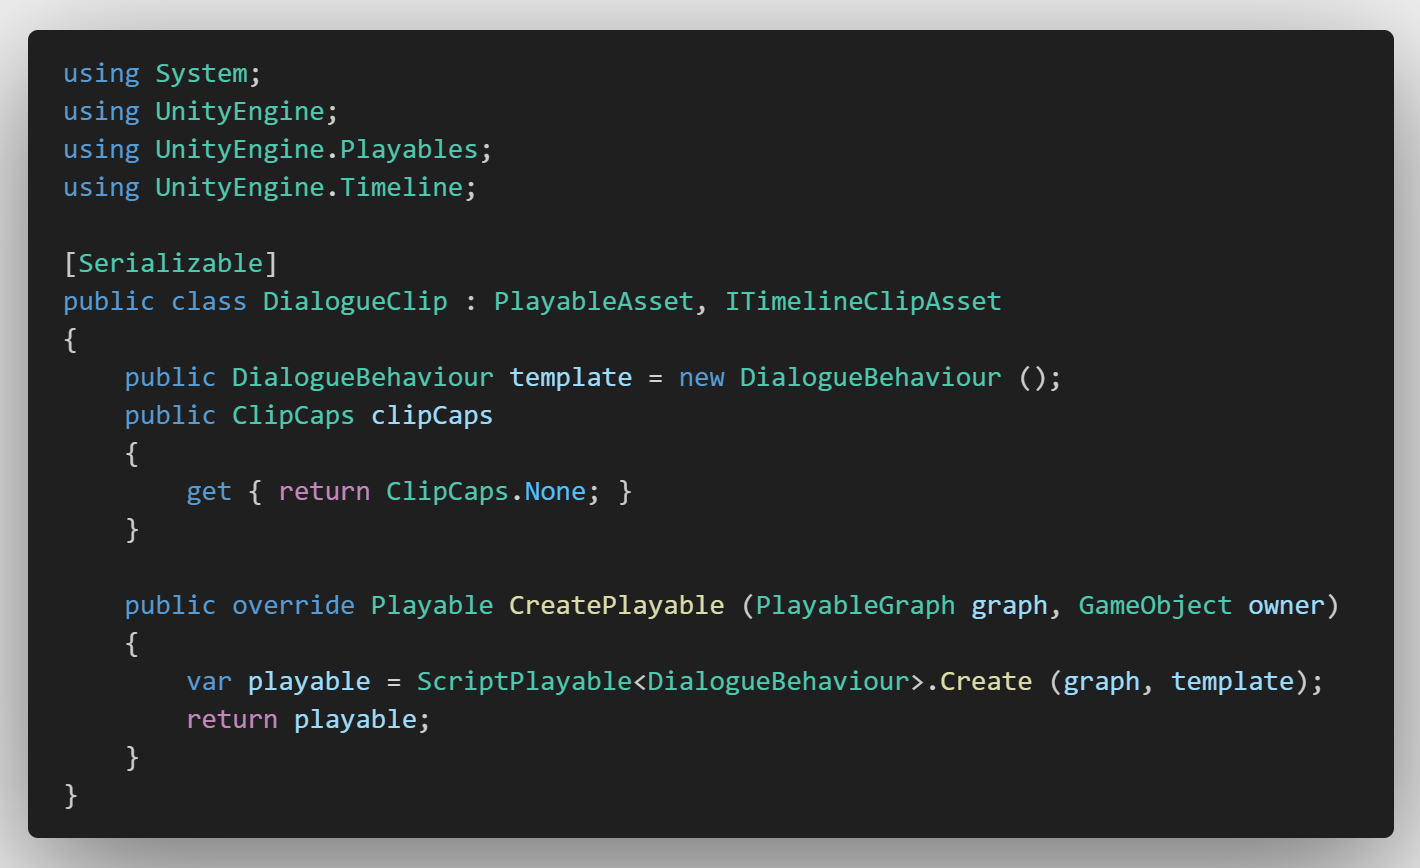 using System;
using UnityEngine;
using UnityEngine.Playables;
using UnityEngine.Timeline;

[Serializable]
public class DialogueClip : PlayableAsset, ITimelineClipAsset
{
    public DialogueBehaviour template = new DialogueBehaviour ();
    public ClipCaps clipCaps
    {
        get { return ClipCaps.None; }
    }

    public override Playable CreatePlayable (PlayableGraph graph, GameObject owner)
    {
        var playable = ScriptPlayable<DialogueBehaviour>.Create (graph, template);
        return playable;
    }
}